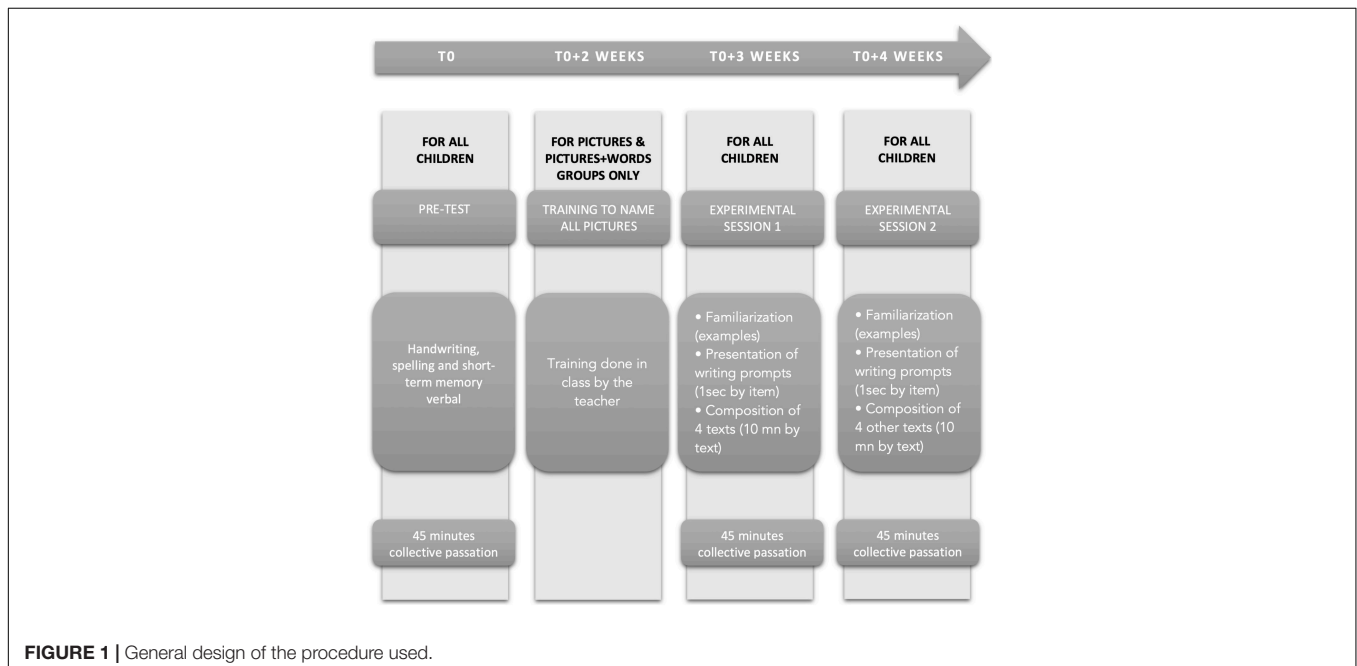 T0
T0+2 WEEKS
T0+3 WEEKS
T0+4 WEEKS
FOR ALL
CHILDREN
PRE-TEST
Handwriting,
spelling and short-
term memory
verbal
45 minutes
collective passation
FOR PICTURES &
PICTURES+WORDS
GROUPS ONLY
TRAINING TO NAME
ALL PICTURES
Training done in
class by the
teacher
FOR ALL
CHILDREN
EXPERIMENTAL
SESSION 1
• Familiarization
(examples)
• Presentation of
writing prompts
(1sec by item)
• Composition of
4 texts (10 mn by
text)
45 minutes
collective passation
FOR ALL
CHILDREN
EXPERIMENTAL
SESSION 2
• Familiarization
(examples)
• Presentation of
writing prompts
(1sec by item)
• Composition of
4 other texts (10
mn by text)
45 minutes
collective passation
FIGURE 1 | General design of the procedure used.